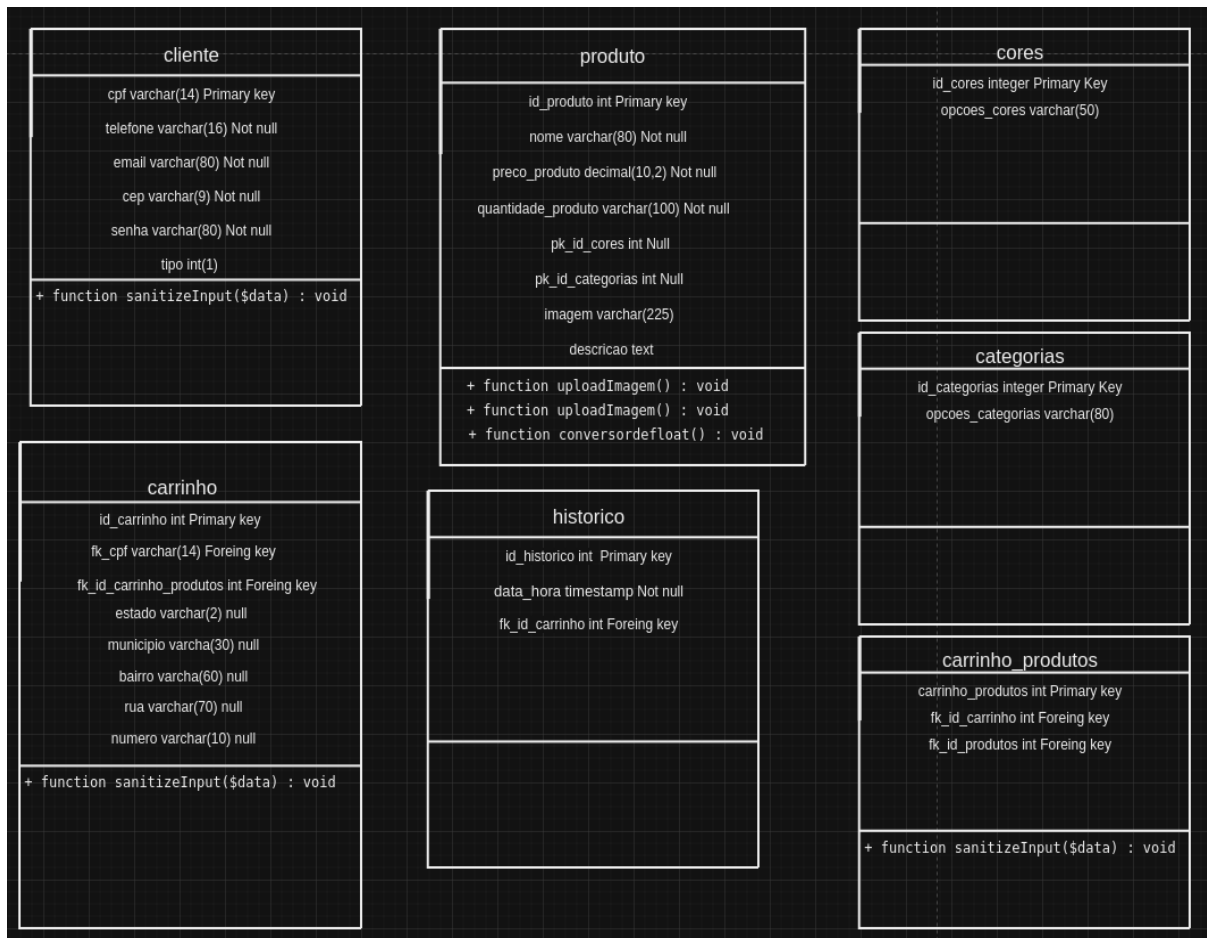 cliente
cpf varchar(14) Primary key
telefone varchar(16) Not null
email varchar(80) Not null
cep varchar(9) Not null
senha varchar(80) Not null
tipo int(1)
+ function sanitizeInput($data) : void
produto
id_produto int Primary key
nome varchar(80) Not null
preco_produto decimal(10,2) Not null
quantidade_produto varchar(100) Not null
pk_id_cores int Null
pk_id_categorias int Null
imagem varchar(225)
descricao text
+ function uploadImagem() : void
+ function uploadImagem() : void
+ function conversordefloat() : void
cores
id_cores integer Primary Key
opcoes_cores varchar(50)
categorias
id_categorias integer Primary Key
opcoes_categorias varchar(80)
carrinho
id_carrinho int Primary key
fk_cpf varchar(14) Foreing key
fk_id_carrinho_produtos int Foreing key
estado varchar(2) null
municipio varcha(30) null
bairro varcha(60) null
rua varchar(70) null
numero varchar(10) null
+ function sanitizeInput($data) : void
historico
id_historico int Primary key
data_hora timestamp Not null
fk_id_carrinho int Foreing key
carrinho_produtos
carrinho_produtos int Primary key
fk_id_carrinho int Foreing key
fk_id_produtos int Foreing key
+ function sanitizeInput($data) : void